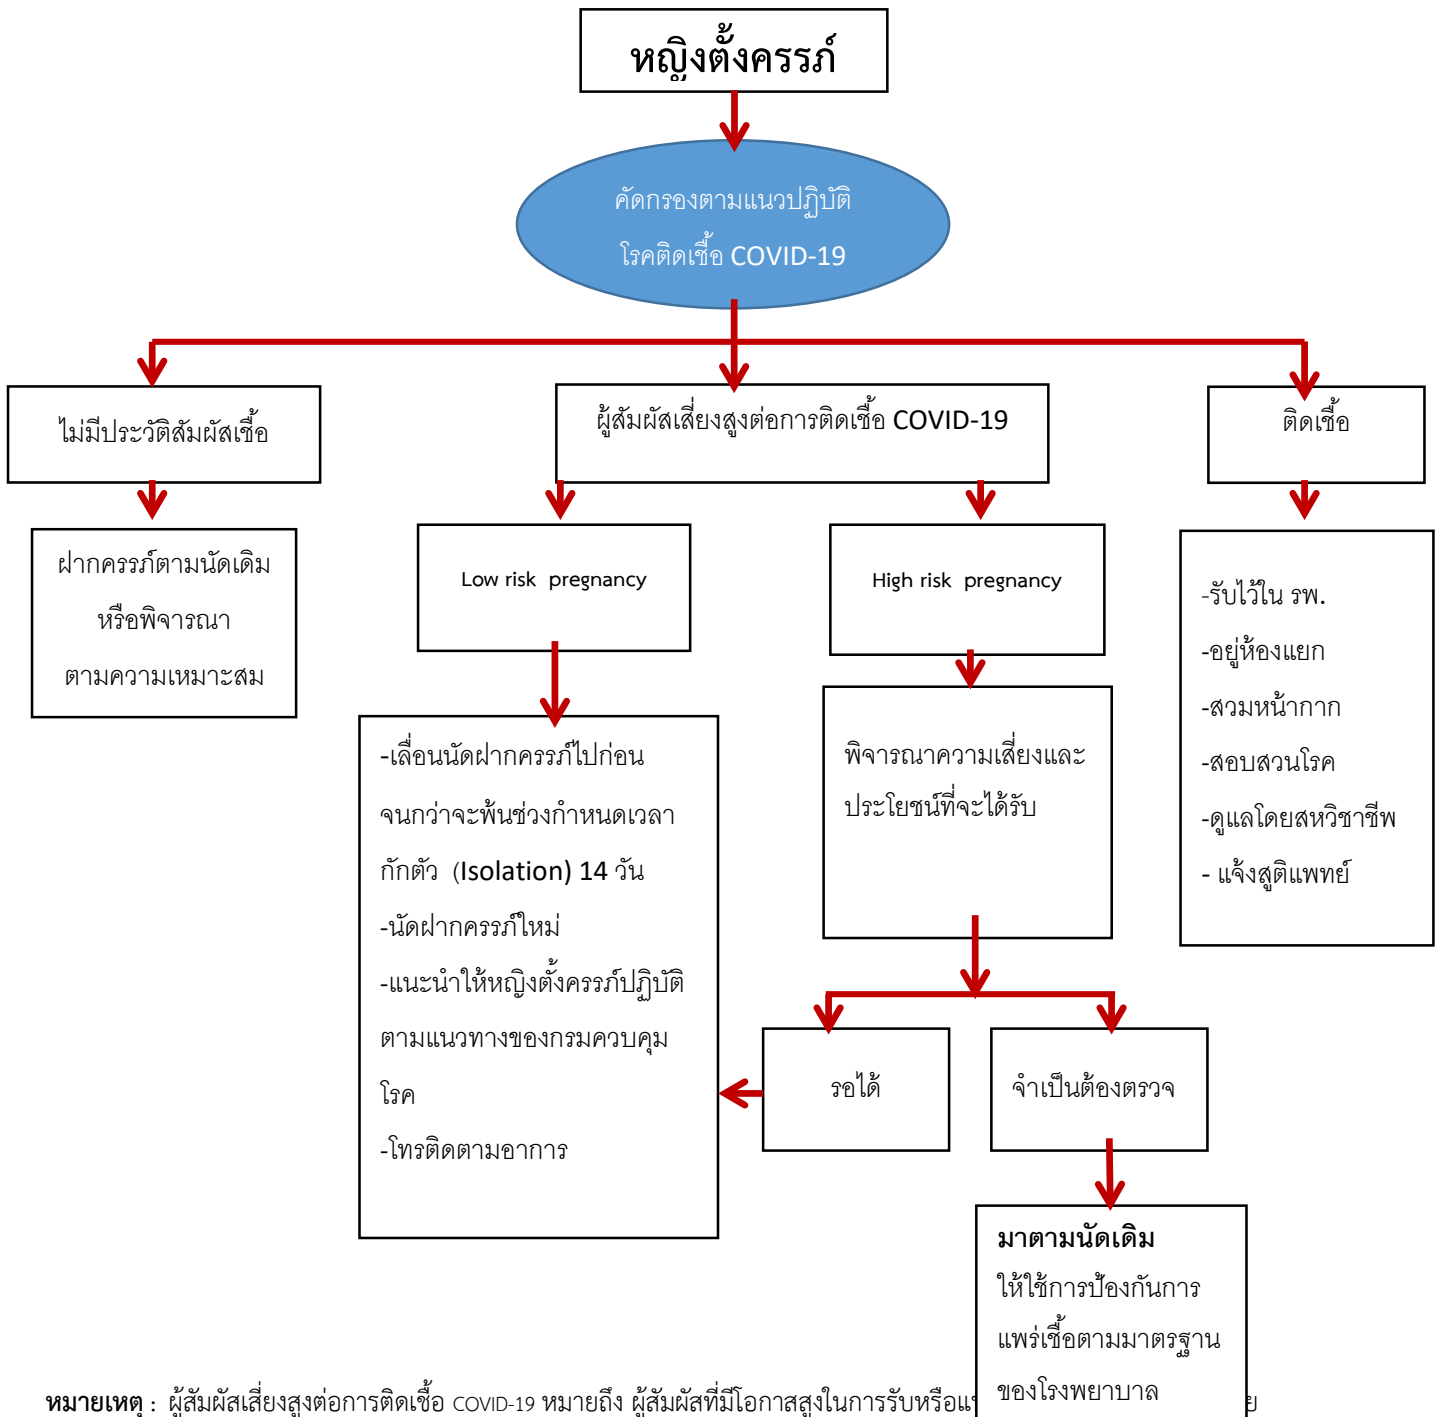 หญิงตั้งครรภ์
คัดกรองตามแนวปฏิบัติ
โรคติดเชื้อ COVID-19
ไม่มีประวัติสัมผัสเชื้อ
ผู้สัมผัสเสี่ยงสูงต่อการติดเชื้อ COVID-19
ติดเชื้อ
ฝากครรภ์ตามนัดเดิม
หรือพิจารณา
ตามความเหมาะสม
Low risk pregnancy
High risk pregnancy
-รับไว้ใน รพ.
-อยู่ห้องแยก
-สวมหน้ากาก
-สอบสวนโรค
-ดูแลโดยสหวิชาชีพ
- แจ้งสูติแพทย์
-เลื่อนนัดฝากครรภ์ไปก่อน
จนกว่าจะพ้นช่วงกำหนดเวลา
กักตัว (Isolation) 14 วัน
-นัดฝากครรภ์ใหม่
-แนะนำให้หญิงตั้งครรภ์ปฏิบัติ
ตามแนวทางของกรมควบคุม
โรค
-โทรติดตามอาการ
พิจารณาความเสี่ยงและ
ประโยชน์ที่จะได้รับ
รอได้
จำเป็นต้องตรวจ
มาตามนัดเดิม
ให้ใช้การป้องกันการ
แพร่เชื้อตามมาตรฐาน
ของโรงพยาบาล
หมายเหตุ : ผู้สัมผัสเสี่ยงสูงต่อการติดเชื้อ COVID-19 หมายถึง ผู้สัมผัสที่มีโอกาสสูงในการรับหรือ